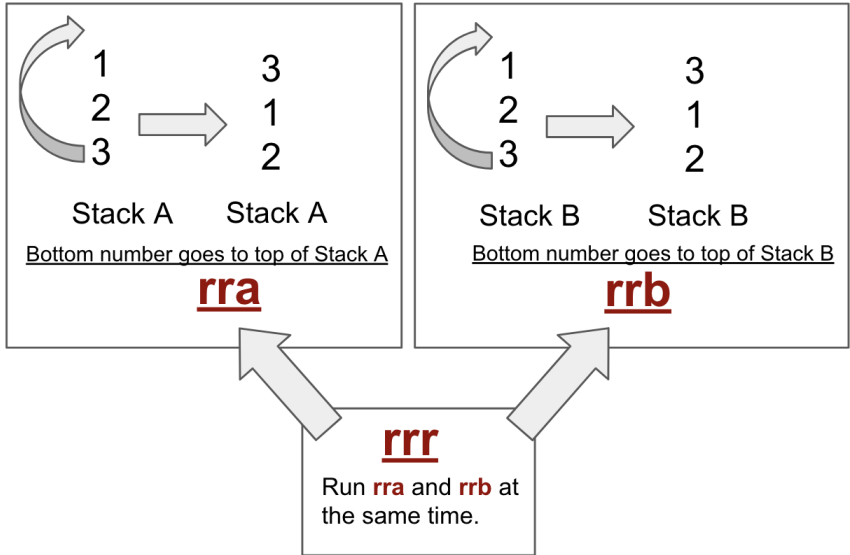 1 3
2 1
3 2
Stack A Stack A
Bottom number goes to top of Stack A
rra
1 3
2 1
3 2
Stack B Stack B
Bottom number goes to top of Stack B
rrb
rrr
Run rra and rrb at
the same time.